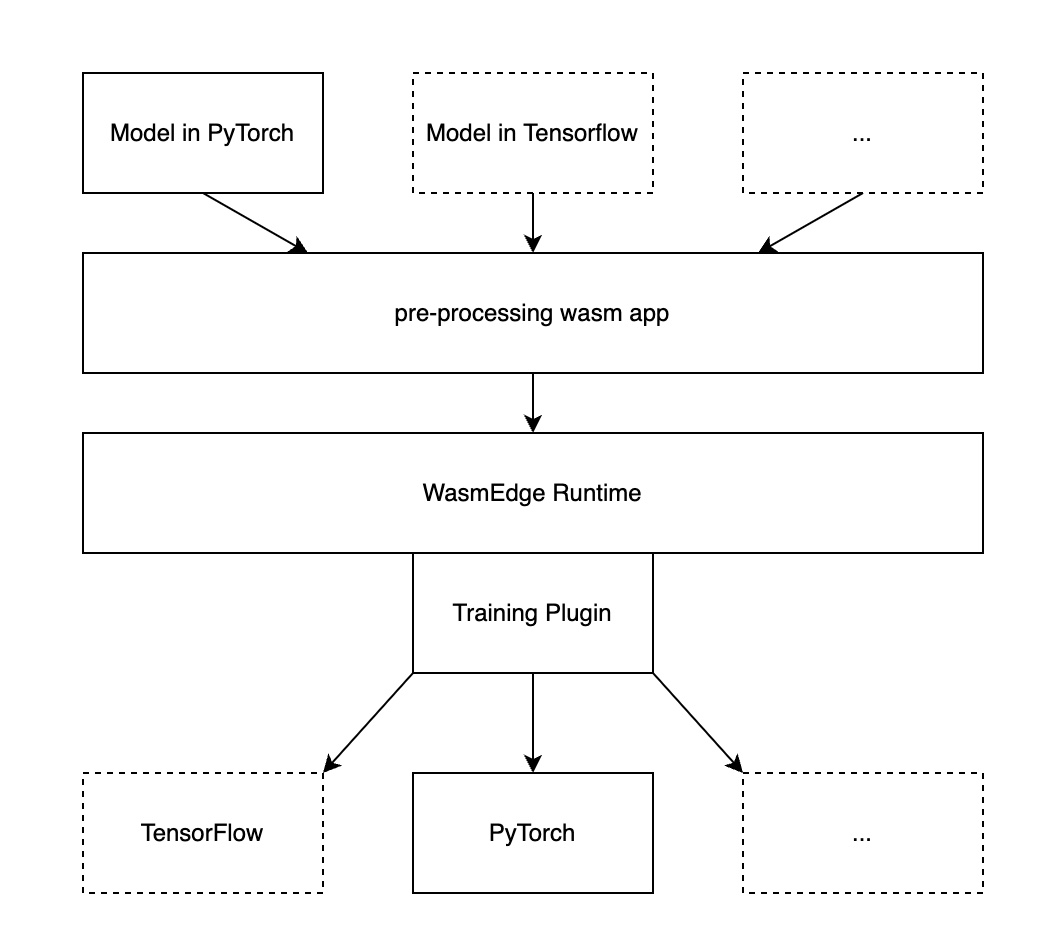 Model in PyTorch
Model in Tensorflow
...
pre-processing wasm app
WasmEdge Runtime
Training Plugin
TensorFlow
PyTorch
...